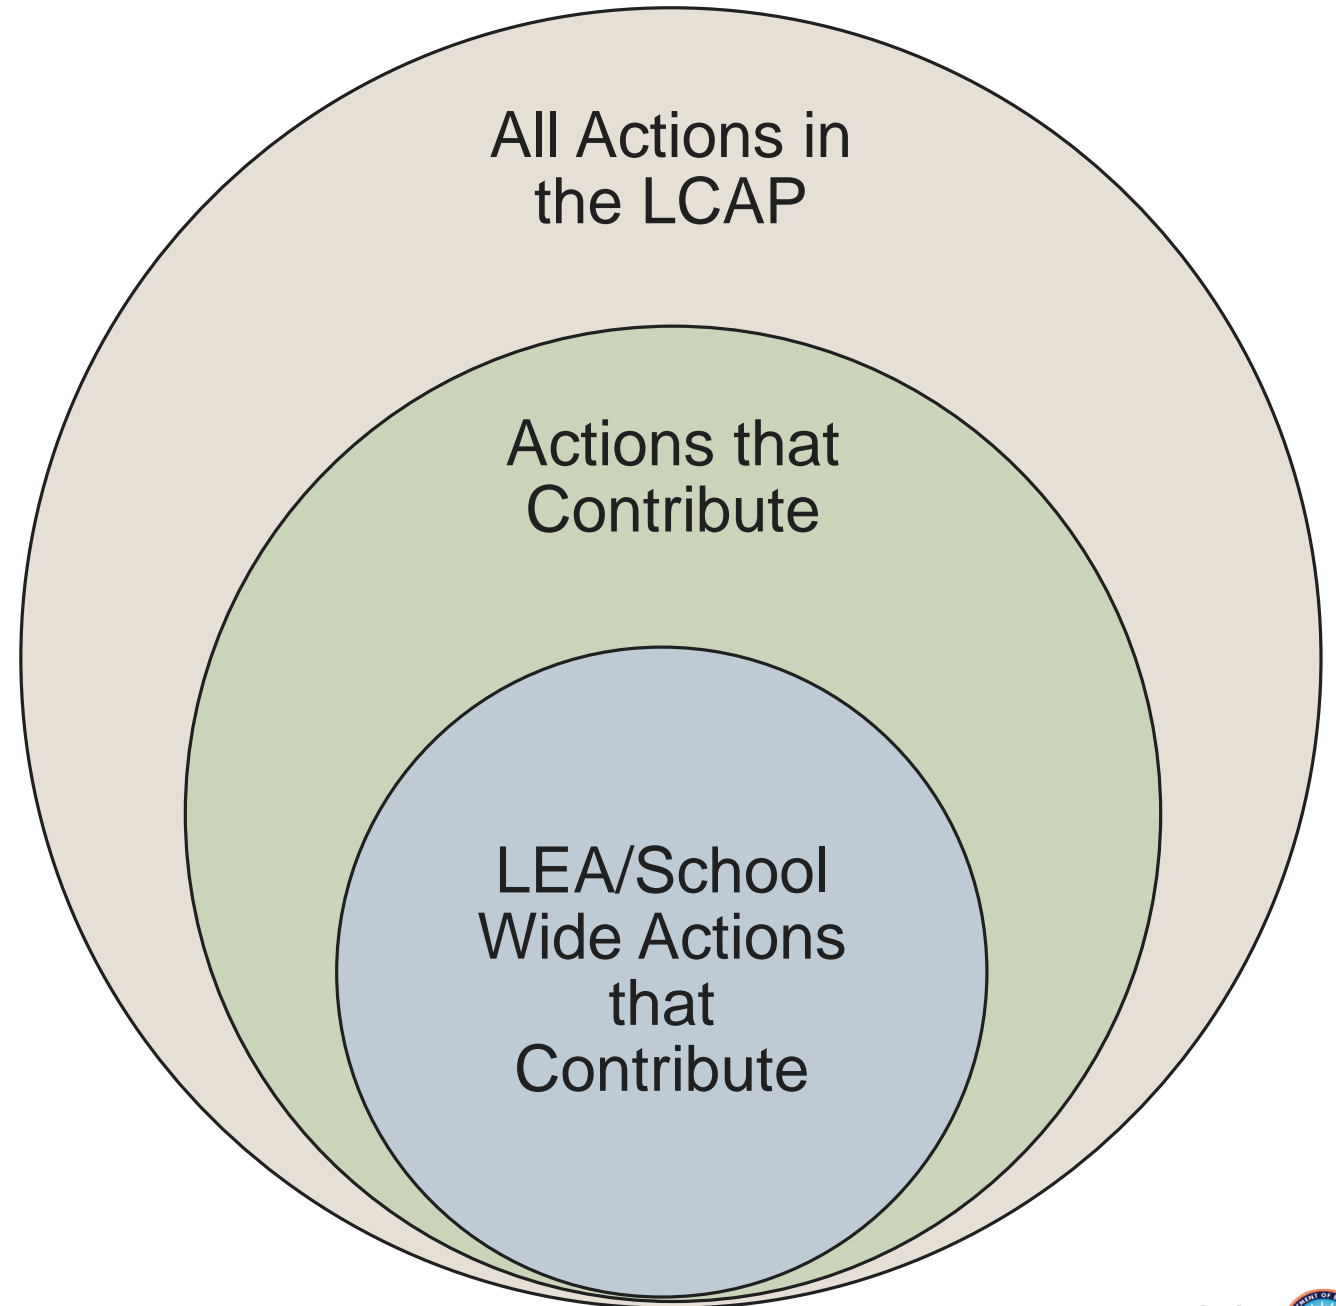 All Actions in
the LCAP
Actions that
Contribute
LEA/School
Wide Actions
that
Contribute